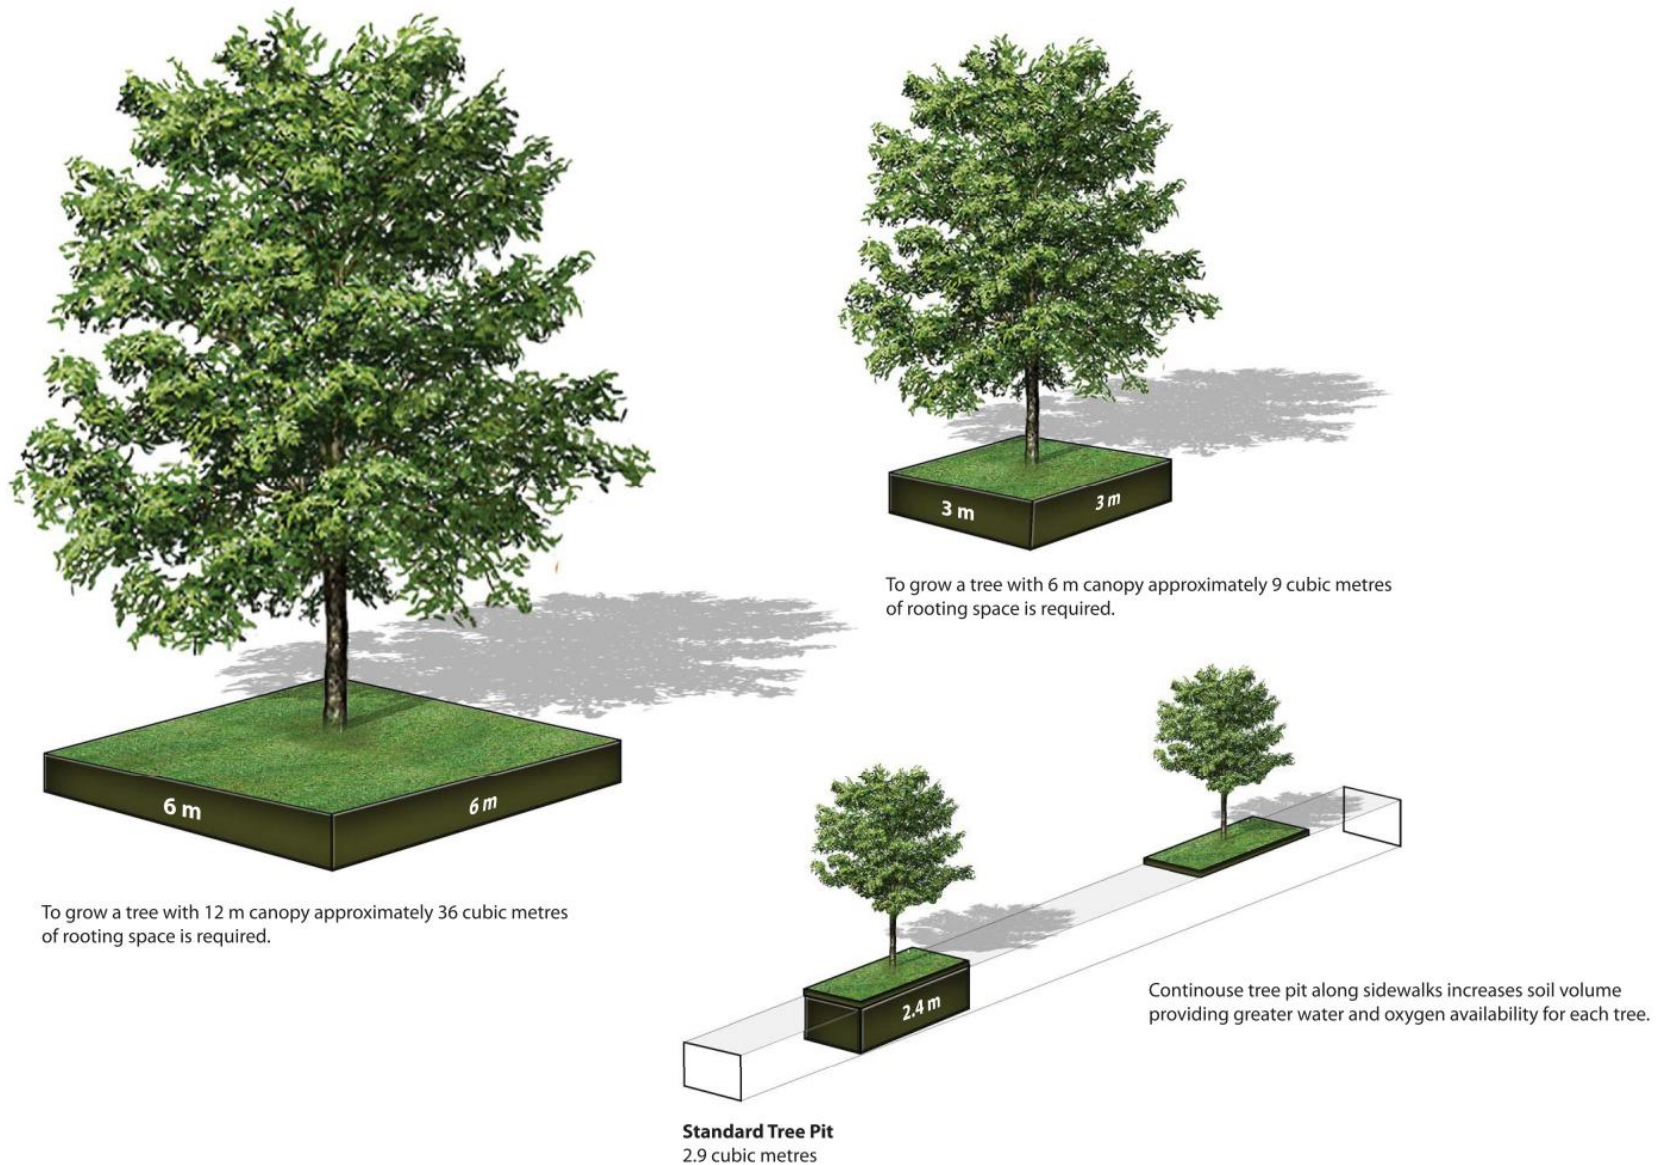 6 m
6 m
To grow a tree with 12 m canopy approximately 36 cubic metres
of rooting space is required.
3 m
3 m
To grow a tree with 6 m canopy approximately 9 cubic metres
of rooting space is required.
2.4 m
Continouse tree pit along sidewalks increases soil volume
providing greater water and oxygen availability for each tree.
Standard Tree Pit
2.9 cubic metres